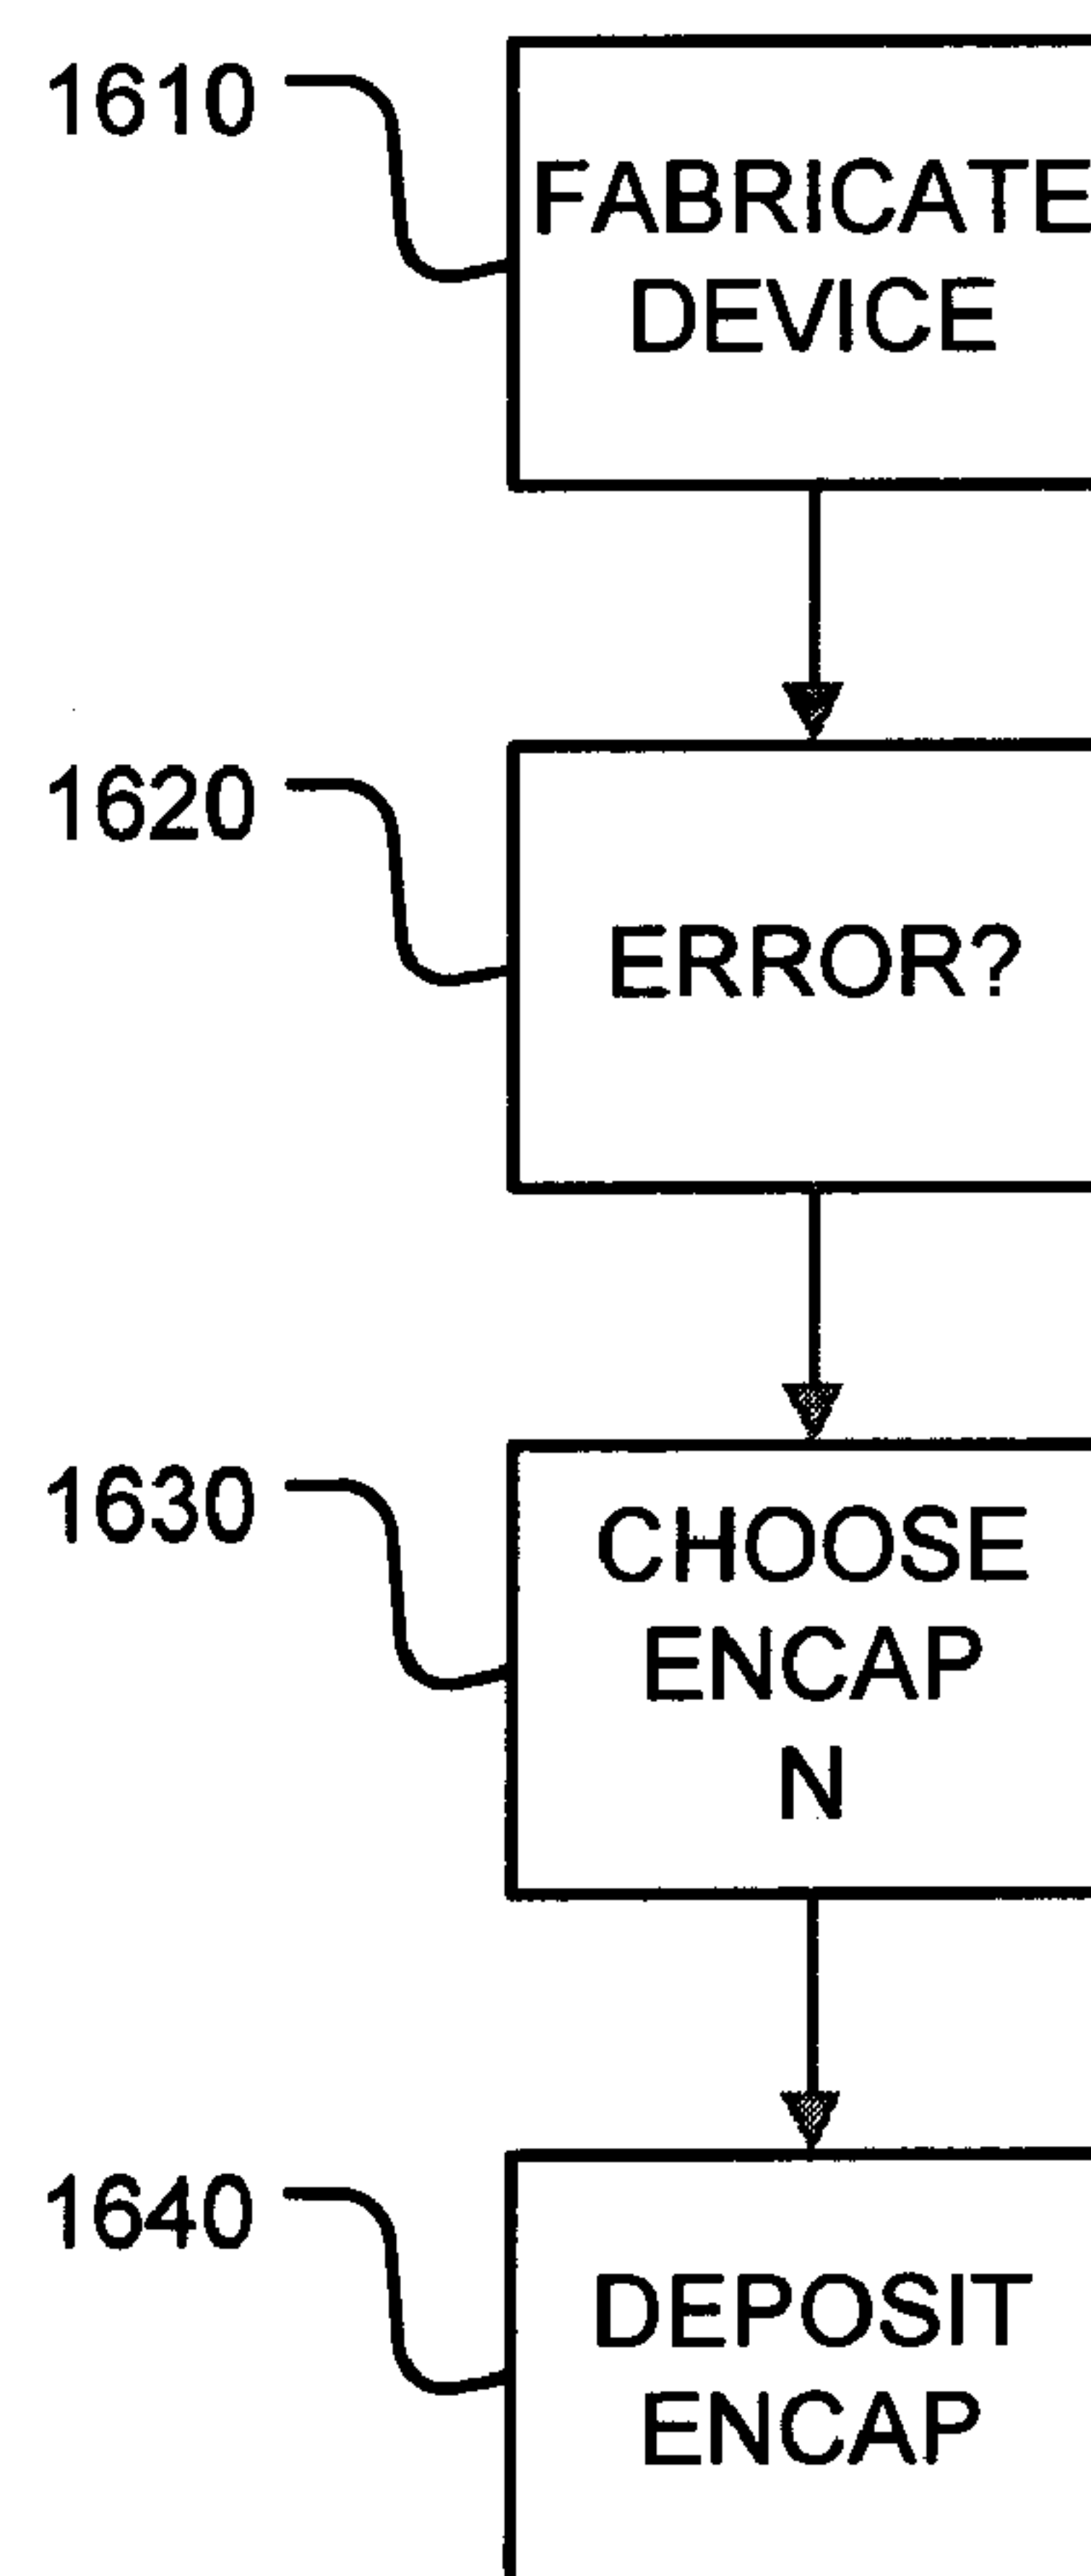 1610
FABRICATE
DEVICE
1620
ERROR?
1630
CHOOSE
ENCAP
N
1640
DEPOSIT
ENCAP